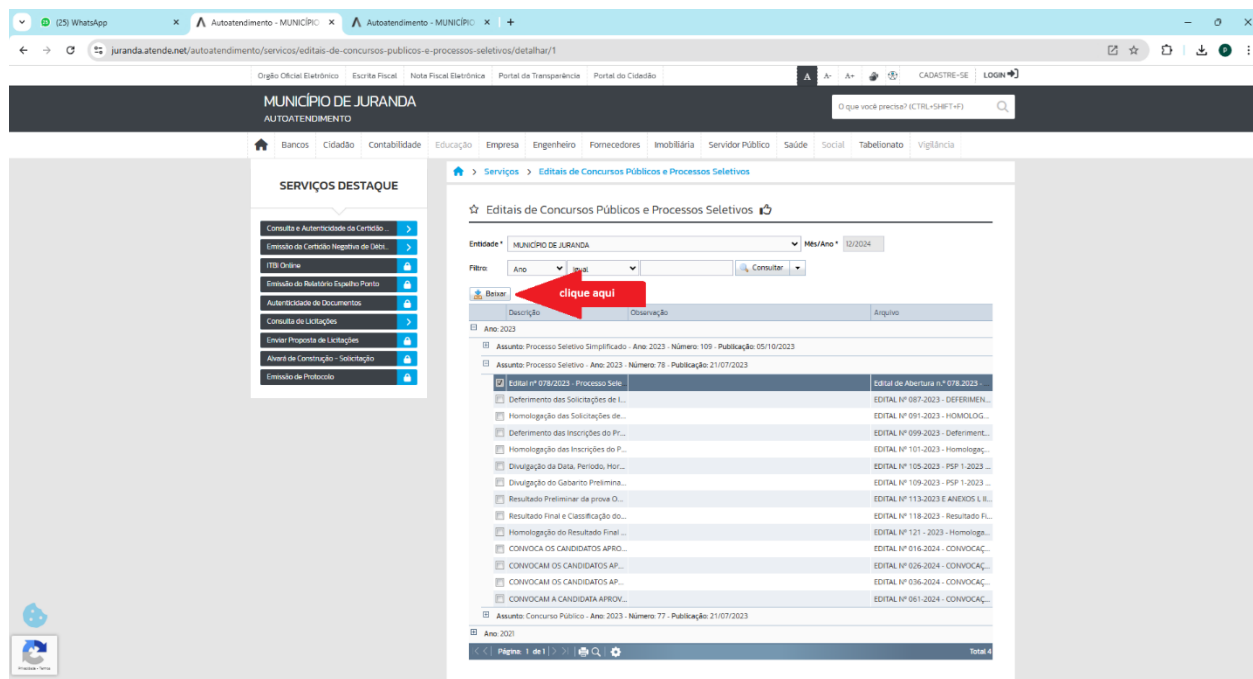 (25) WhatsApp
Autoatendimento - MUNICÍPIO
Autoatendimento - MUNICÍPIO
juranda.atende.net/autoatendimento/servicos/editais-de-concursos-publicos-e-processos-seletivos/detalhar/1
Orgão Oficial Eletrônico Escrita Fiscal Nota Fiscal Eletrônica Portal da Transparência Portal do Cidadão A A- A+ CADASTRE-SE LOGIN
MUNICÍPIO DE JURANDA
AUTOATENDIMENTO
O que você precisa? (CTRL+SHIFT+F)
Bancos Cidadão Contabilidade Educação Empresa Engenheiro Fornecedores Imobiliária Servidor Público Saúde Social Tabelionato Vigilância
SERVIÇOS DESTAQUE
Consulta e Autenticidade da Certidão ...
Emissão da Certidão Negativa de Débi...
ITBI Online
Emissão do Relatório Espelho Ponto
Autenticidade de Documentos
Consulta de Licitações
Enviar Proposta de Licitações
Alvará de Construção - Solicitação
Emissão de Protocolo
> Serviços > Editais de Concursos Públicos e Processos Seletivos
Editais de Concursos Públicos e Processos Seletivos
Entidade * MUNICÍPIO DE JURANDA Mês/Ano * 12/2024
Filtro: Ano Igual Consultar
Baixar clique aqui
Descrição Observação Arquivo
Ano: 2023
Assunto: Processo Seletivo Simplificado - Ano: 2023 - Número: 109 - Publicação: 05/10/2023
Assunto: Processo Seletivo - Ano: 2023 - Número: 78 - Publicação: 21/07/2023
Edital nº 078/2023 - Processo Sele Edital de Abertura n.º 078.2023 - ...
Deferimento das Solicitações de I... EDITAL Nº 087-2023 - DEFERIMEN...
Homologação das Solicitações de... EDITAL Nº 091-2023 - HOMOLOG...
Deferimento das Inscrições do Pr... EDITAL Nº 099-2023 - Deferiment...
Homologação das Inscrições do P... EDITAL Nº 101-2023 - Homologaç...
Divulgação da Data, Período, Hor... EDITAL Nº 105-2023 - PSP 1-2023 ...
Divulgação do Gabarito Prelimina... EDITAL Nº 109-2023 - PSP 1-2023 ...
Resultado Preliminar da prova O... EDITAL Nº 113-2023 E ANEXOS I, II...
Resultado Final e Classificação do... EDITAL Nº 118-2023 - Resultado Fi...
Homologação do Resultado Final ... EDITAL Nº 121 - 2023 - Homologa...
CONVOCA OS CANDIDATOS APRO... EDITAL Nº 016-2024 - CONVOCAÇ...
CONVOCAM OS CANDIDATOS AP... EDITAL Nº 026-2024 - CONVOCAÇ...
CONVOCAM OS CANDIDATOS AP... EDITAL Nº 036-2024 - CONVOCAÇ...
CONVOCAM A CANDIDATA APROV... EDITAL Nº 061-2024 - CONVOCAÇ...
Assunto: Concurso Público - Ano: 2023 - Número: 77 - Publicação: 21/07/2023
Ano: 2021
Página: 1 de 1 Total 4